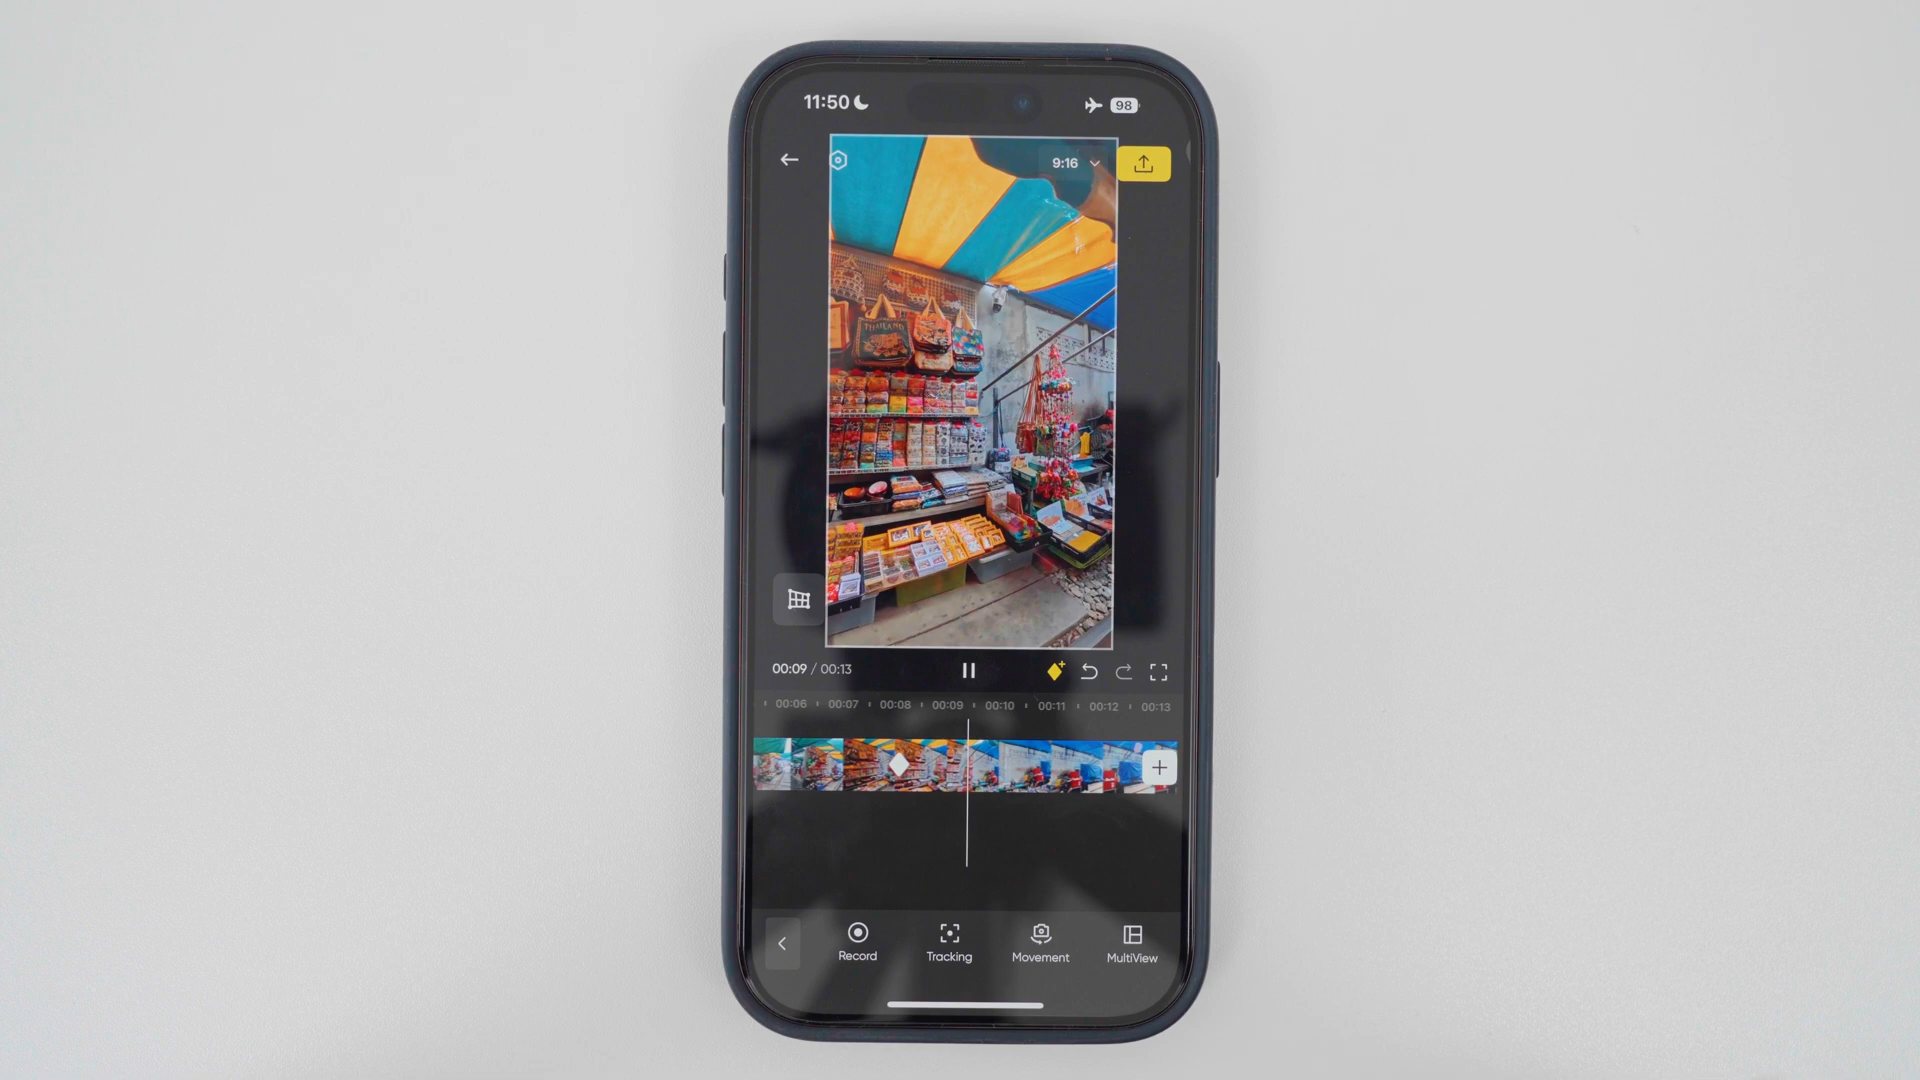 11:50
98
9:16
THAILAND
00:09 / 00:13
00:06 00:07 00:08 00:09 00:10 00:11 00:12 00:13
Record
Tracking
Movement
MultiView